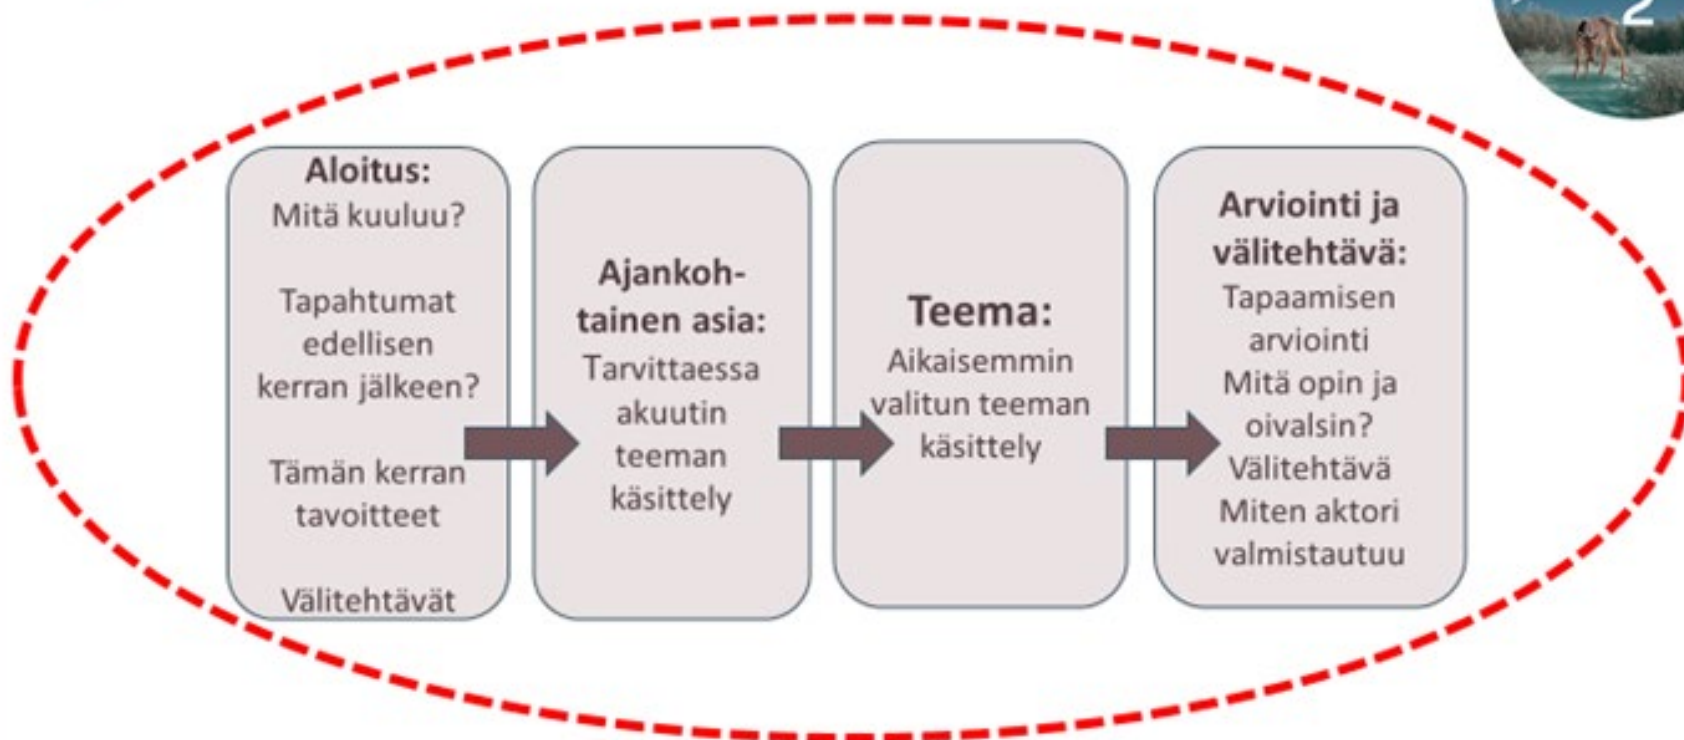 2
Aloitus:
Mitä kuuluu?
Tapahtumat
edellisen
kerran jälkeen?
Tämän kerran
tavoitteet
Välitehtävät
Ajankoh-
tainen asia:
Tarvittaessa
akuutin
teeman
käsittely
Teema:
Aikaisemmin
valitun teeman
käsittely
Arviointi ja
välitehtävä:
Tapaamisen
arviointi
Mitä opin ja
oivalsin?
Välitehtävä
Miten aktori
valmistautuu